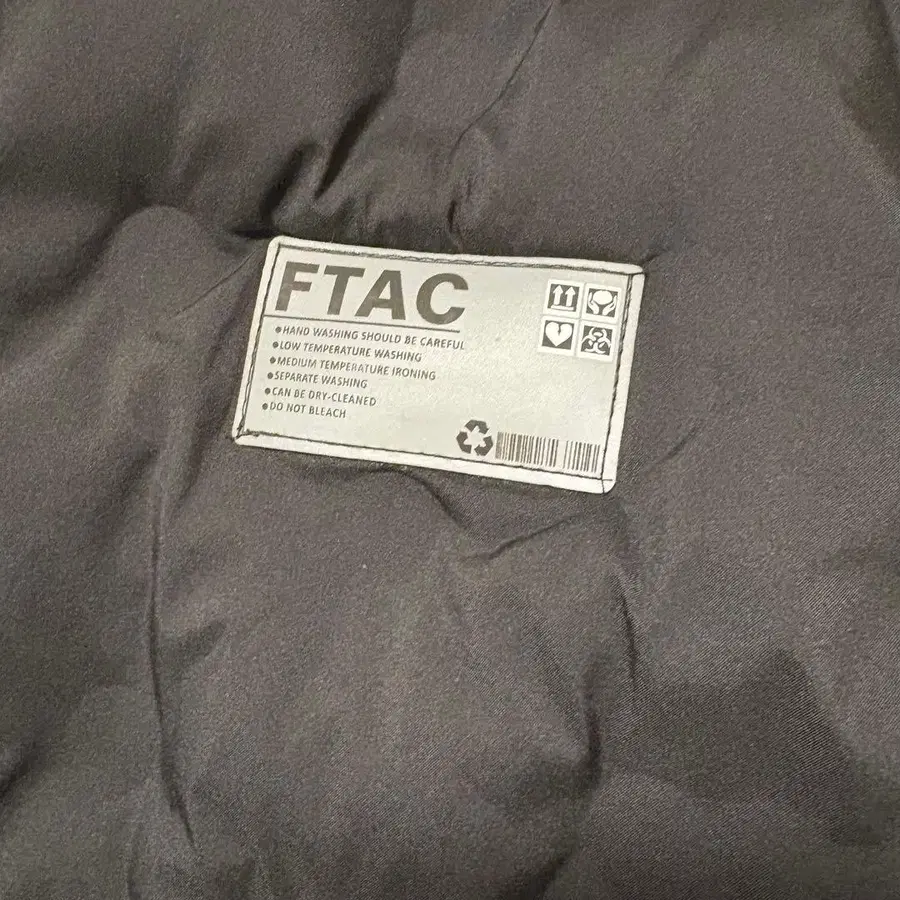 FTAC
●HAND WASHING SHOULD BE CAREFUL
●LOW TEMPERATURE WASHING
●MEDIUM TEMPERATURE IRONING
●SEPARATE WASHING
●CAN BE DRY-CLEANED
●DO NOT BLEACH